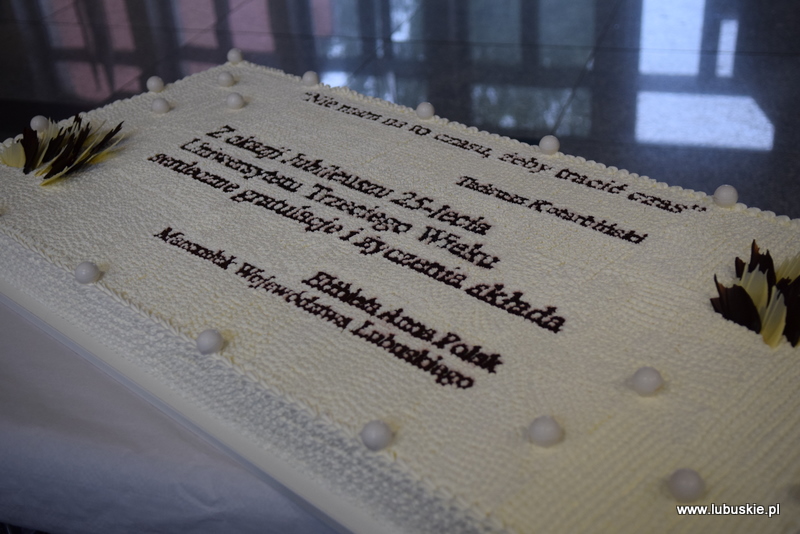 "Nie mam na to czasu, żeby tracić czas"
Tadeusz Kotarbiński
Z okazji Jubileuszu 25-lecia
Uniwersytetu Trzeciego Wieku
serdeczne gratulacje i życzenia składa
Elżbieta Anna Polak
Marszałek Województwa Lubuskiego
www.lubuskie.pl